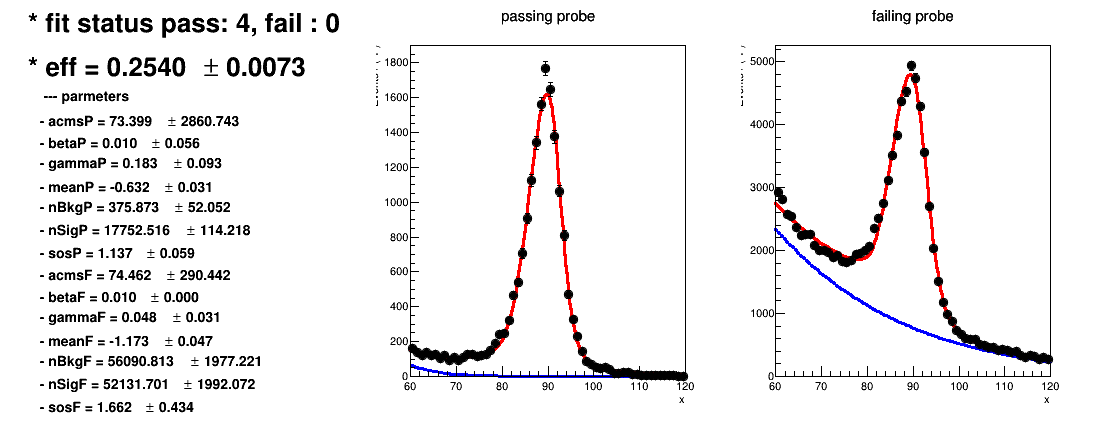 * fit status pass: 4, fail : 0
* eff = 0.2540 ± 0.0073
--- parmeters
- acmsP = 73.399 ± 2860.743
- betaP = 0.010 ± 0.056
- gammaP = 0.183 ± 0.093
- meanP = -0.632 ± 0.031
- nBkgP = 375.873 ± 52.052
- nSigP = 17752.516 ± 114.218
- sosP = 1.137 ± 0.059
- acmsF = 74.462 ± 290.442
- betaF = 0.010 ± 0.000
- gammaF = 0.048 ± 0.031
- meanF = -1.173 ± 0.047
- nBkgF = 56090.813 ± 1977.221
- nSigF = 52131.701 ± 1992.072
- sosF = 1.662 ± 0.434
passing probe
1800
1600
1400
1200
1000
800
600
400
200
0
60 70 80 90 100 110 120
x
failing probe
5000
4000
3000
2000
1000
0
60 70 80 90 100 110 120
x